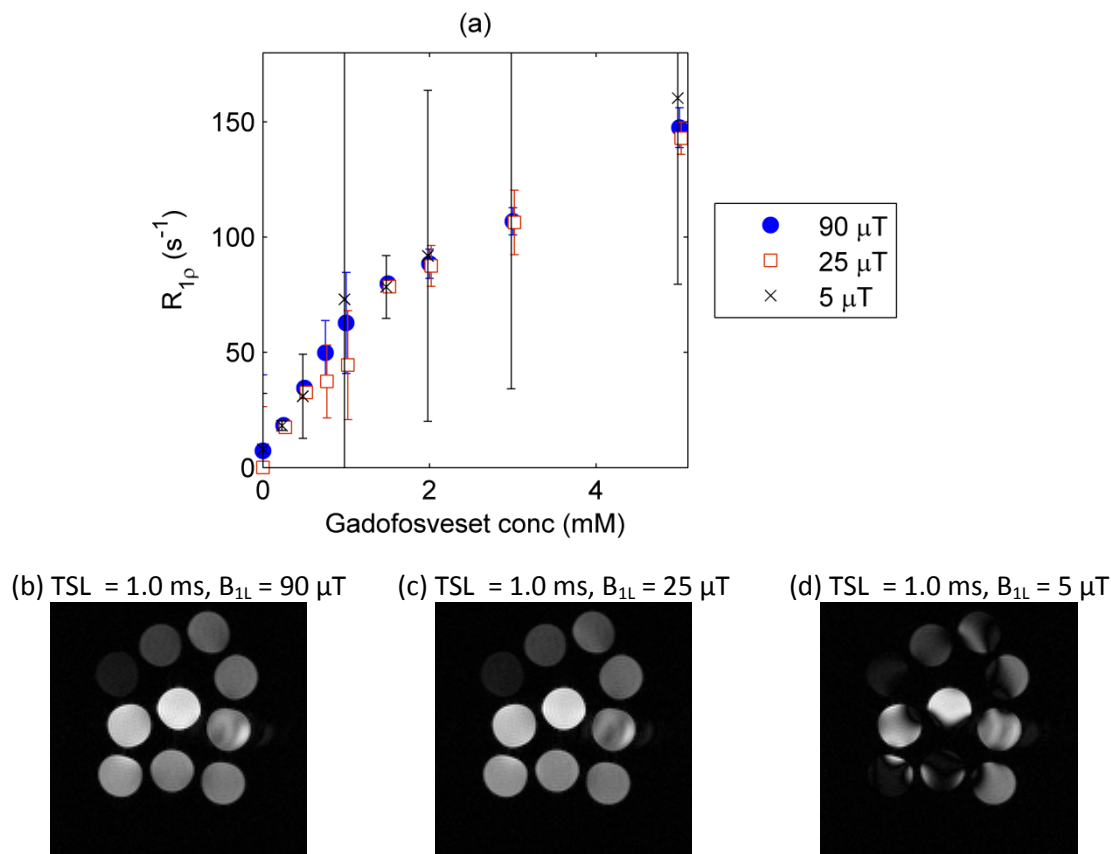 (a)
R1ρ (s-1)
150
100
50
0
0 2 4
Gadofosveset conc (mM)
90 μT
25 μT
5 μT
(b) TSL = 1.0 ms, B1L = 90 μT (c) TSL = 1.0 ms, B1L = 25 μT (d) TSL = 1.0 ms, B1L = 5 μT